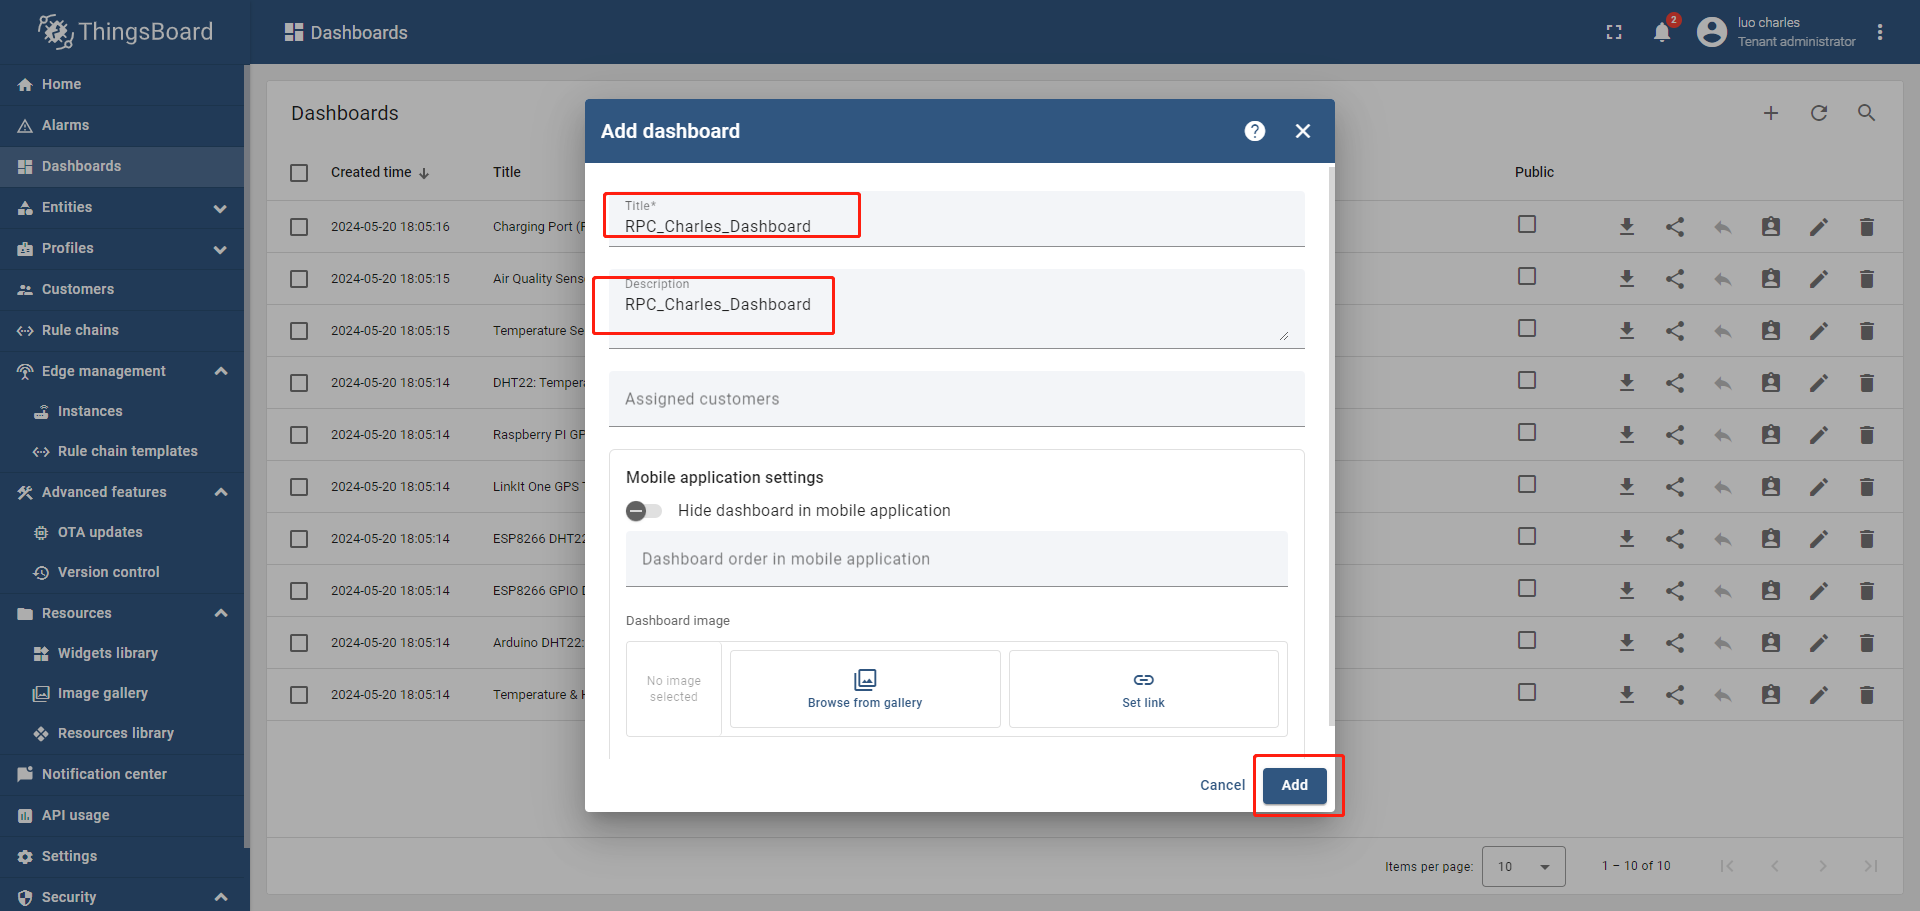 ThingsBoard
Dashboards
2
luo charles
Tenant administrator
Home
Alarms
Dashboards
Entities
Profiles
Customers
Rule chains
Edge management
Instances
Rule chain templates
Advanced features
OTA updates
Version control
Resources
Widgets library
Image gallery
Resources library
Notification center
API usage
Settings
Security
Dashboards
Created time
Title
Public
2024-05-20 18:05:16
Charging Port (
2024-05-20 18:05:15
Air Quality Sens
2024-05-20 18:05:15
Temperature Se
2024-05-20 18:05:14
DHT22: Tempera
2024-05-20 18:05:14
Raspberry PI GP
2024-05-20 18:05:14
LinkIt One GPS
2024-05-20 18:05:14
ESP8266 DHT22
2024-05-20 18:05:14
ESP8266 GPIO
2024-05-20 18:05:14
Arduino DHT22:
2024-05-20 18:05:14
Temperature &
Add dashboard
?
Title*
RPC_Charles_Dashboard
Description
RPC_Charles_Dashboard
Assigned customers
Mobile application settings
Hide dashboard in mobile application
Dashboard order in mobile application
Dashboard image
No image
selected
Browse from gallery
Set link
Cancel
Add
Items per page:
10
1 – 10 of 10